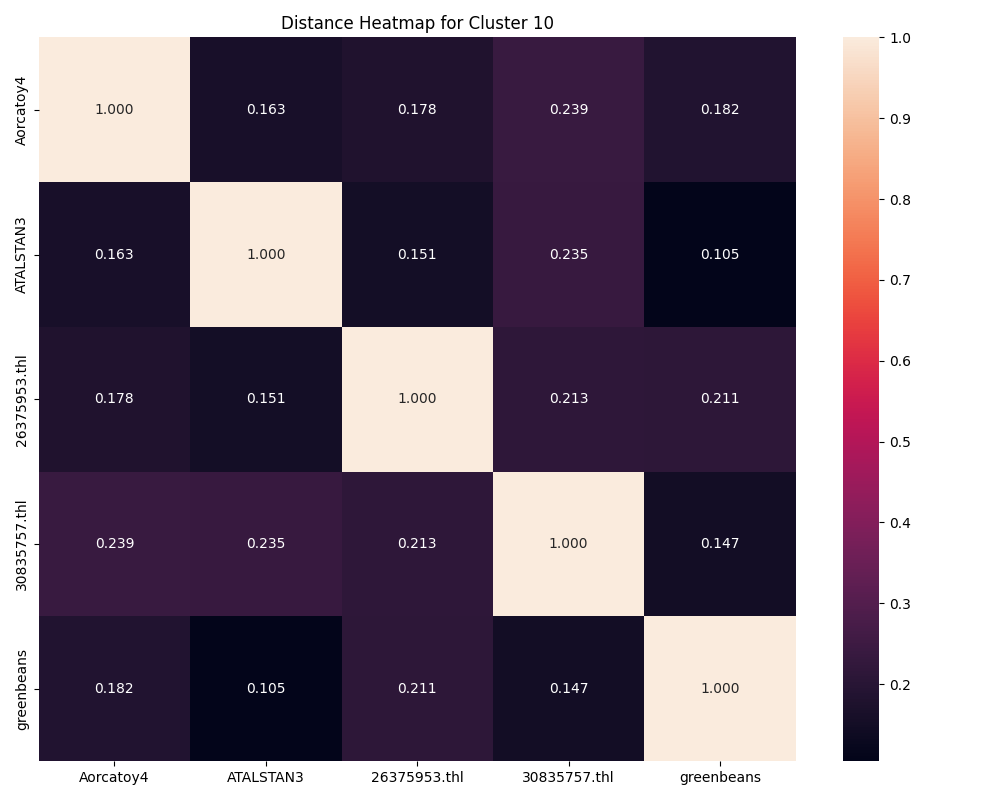 Distance Heatmap for Cluster 10
Aorcatoy4 1.000 0.163 0.178 0.239 0.182
ATALSTAN3 0.163 1.000 0.151 0.235 0.105
26375953.thl 0.178 0.151 1.000 0.213 0.211
30835757.thl 0.239 0.235 0.213 1.000 0.147
greenbeans 0.182 0.105 0.211 0.147 1.000
Aorcatoy4 ATALSTAN3 26375953.thl 30835757.thl greenbeans
1.0
0.9
0.8
0.7
0.6
0.5
0.4
0.3
0.2